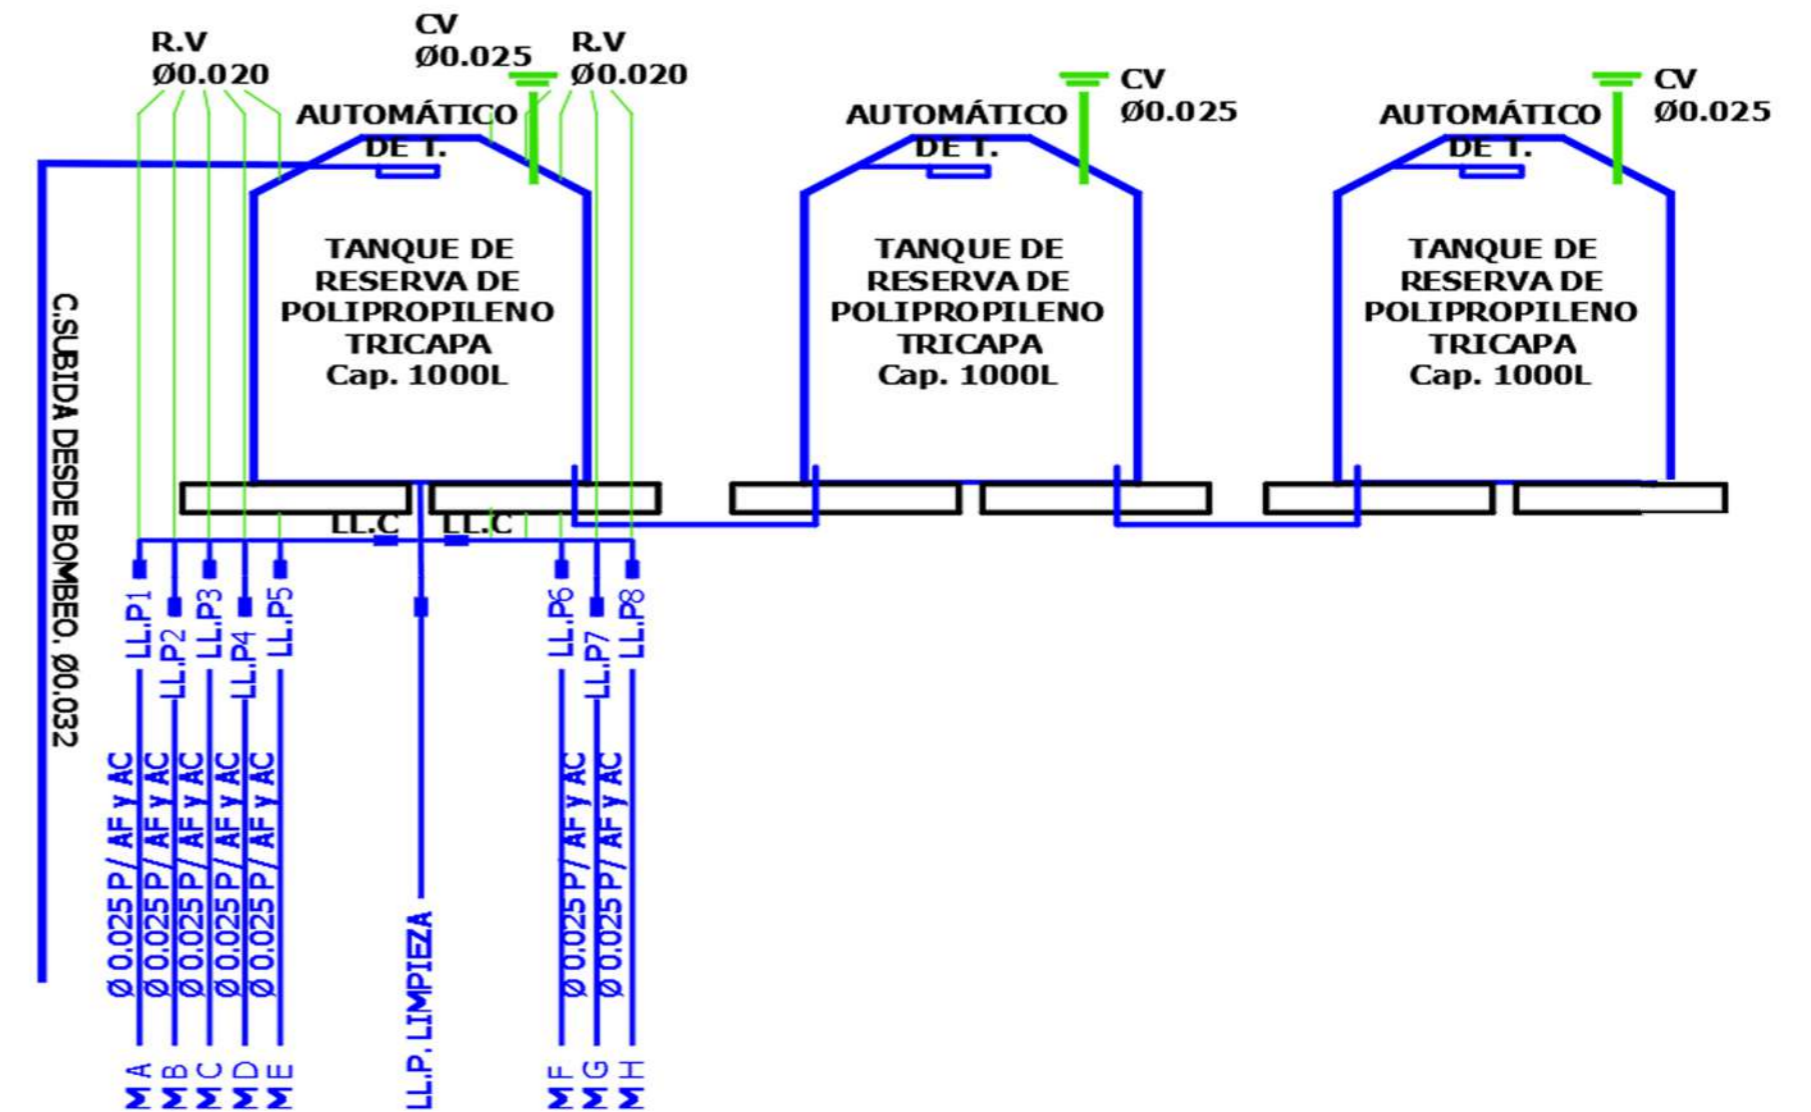 R.V
Ø0.020
CV
Ø0.025
R.V
Ø0.020
CV
Ø0.025
CV
Ø0.025
AUTOMÁTICO
DE T.
AUTOMÁTICO
DE T.
AUTOMÁTICO
DE T.
TANQUE DE
RESERVA DE
POLIPROPILENO
TRICAPA
Cap. 1000L
TANQUE DE
RESERVA DE
POLIPROPILENO
TRICAPA
Cap. 1000L
TANQUE DE
RESERVA DE
POLIPROPILENO
TRICAPA
Cap. 1000L
C.SUBIDA DESDE BOMBEO. Ø0.032
LL.C
LL.C
LL.P1
LL.P2
LL.P3
LL.P4
LL.P5
LL.P6
LL.P7
LL.P8
Ø 0.025 P/ AF y AC
Ø 0.025 P/ AF y AC
Ø 0.025 P/ AF y AC
Ø 0.025 P/ AF y AC
Ø 0.025 P/ AF y AC
Ø 0.025 P/ AF y AC
Ø 0.025 P/ AF y AC
LL.P. LIMPIEZA
M A
M B
M C
M D
M E
M F
M G
M H